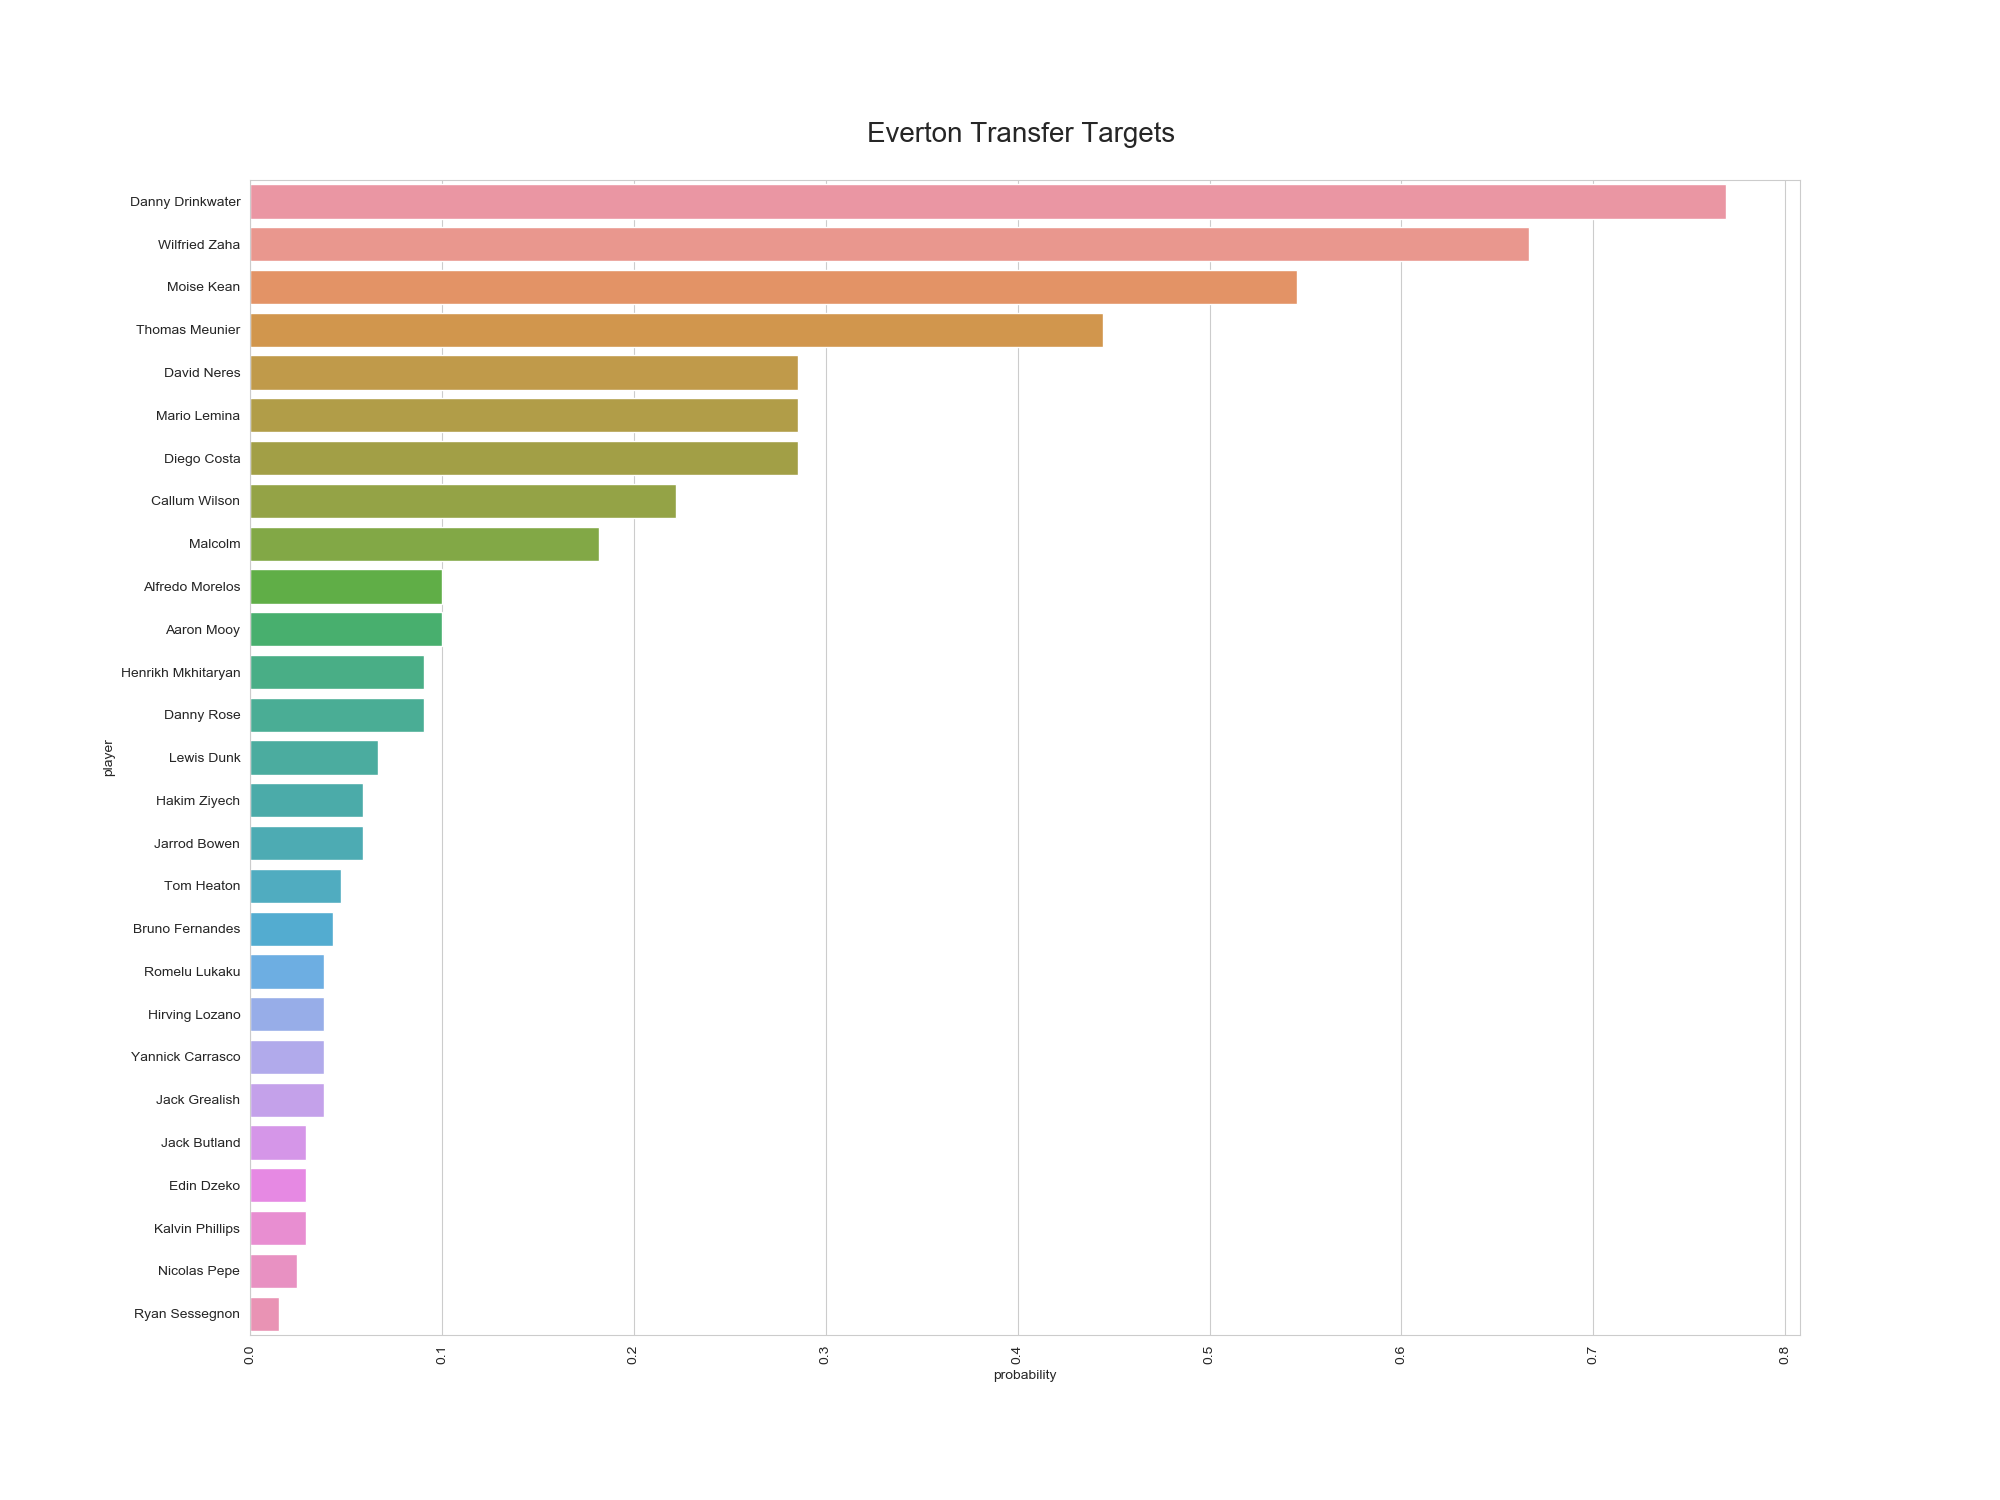 Everton Transfer Targets
Danny Drinkwater
Wilfried Zaha
Moise Kean
Thomas Meunier
David Neres
Mario Lemina
Diego Costa
Callum Wilson
Malcolm
Alfredo Morelos
Aaron Mooy
Henrikh Mkhitaryan
Danny Rose
Lewis Dunk
Hakim Ziyech
Jarrod Bowen
Tom Heaton
Bruno Fernandes
Romelu Lukaku
Hirving Lozano
Yannick Carrasco
Jack Grealish
Jack Butland
Edin Dzeko
Kalvin Phillips
Nicolas Pepe
Ryan Sessegnon
player
0.0 0.1 0.2 0.3 0.4 0.5 0.6 0.7 0.8
probability